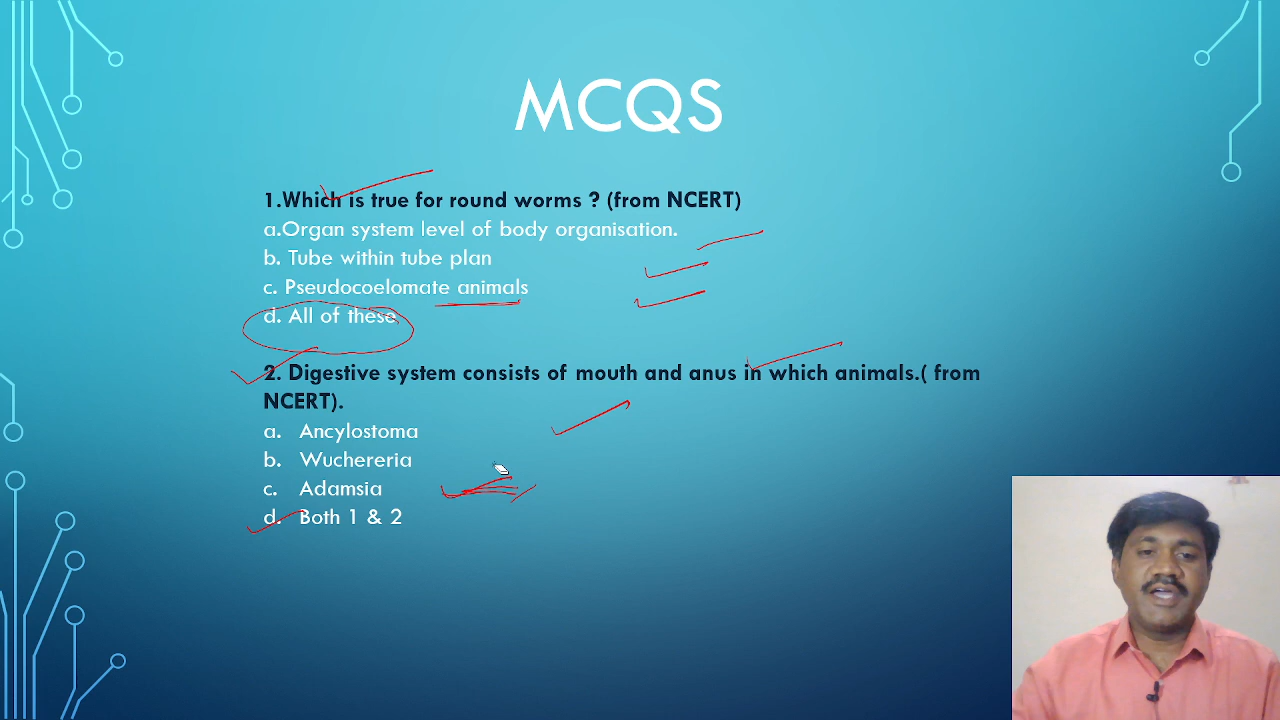 MCQS
1.Which is true for round worms ? (from NCERT)
a.Organ system level of body organisation.
b. Tube within tube plan
c. Pseudocoelomate animals
d. All of these
2. Digestive system consists of mouth and anus in which animals.( from
NCERT).
a. Ancylostoma
b. Wuchereria
c. Adamsia
d. Both 1 & 2